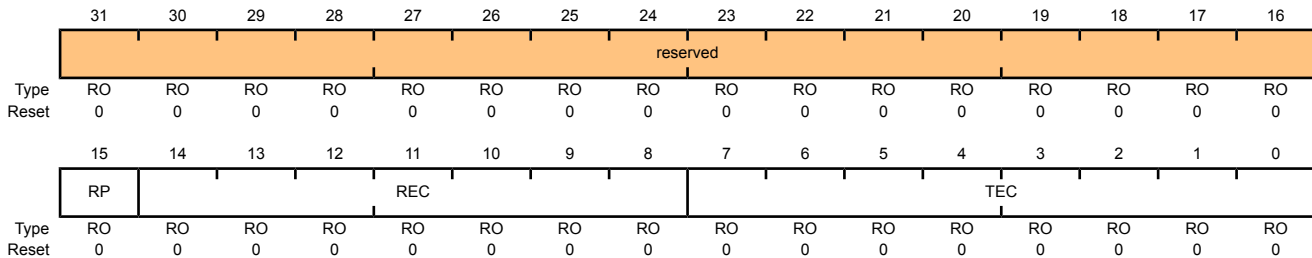 31 30 29 28 27 26 25 24 23 22 21 20 19 18 17 16
reserved
Type RO RO RO RO RO RO RO RO RO RO RO RO RO RO RO RO
Reset 0 0 0 0 0 0 0 0 0 0 0 0 0 0 0 0
15 14 13 12 11 10 9 8 7 6 5 4 3 2 1 0
RP REC TEC
Type RO RO RO RO RO RO RO RO RO RO RO RO RO RO RO RO
Reset 0 0 0 0 0 0 0 0 0 0 0 0 0 0 0 0